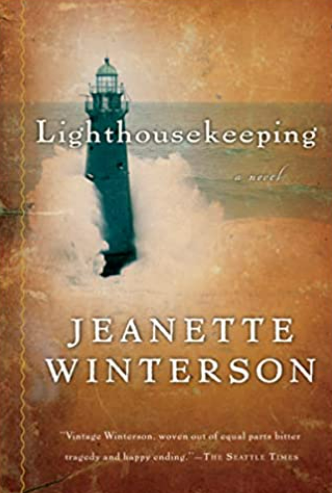 Lighthousekeeping
a novel
JEANETTE
WINTERSON
"Vintage Winterson, woven out of equal parts bitter
tragedy and happy ending."—THE SEATTLE TIMES